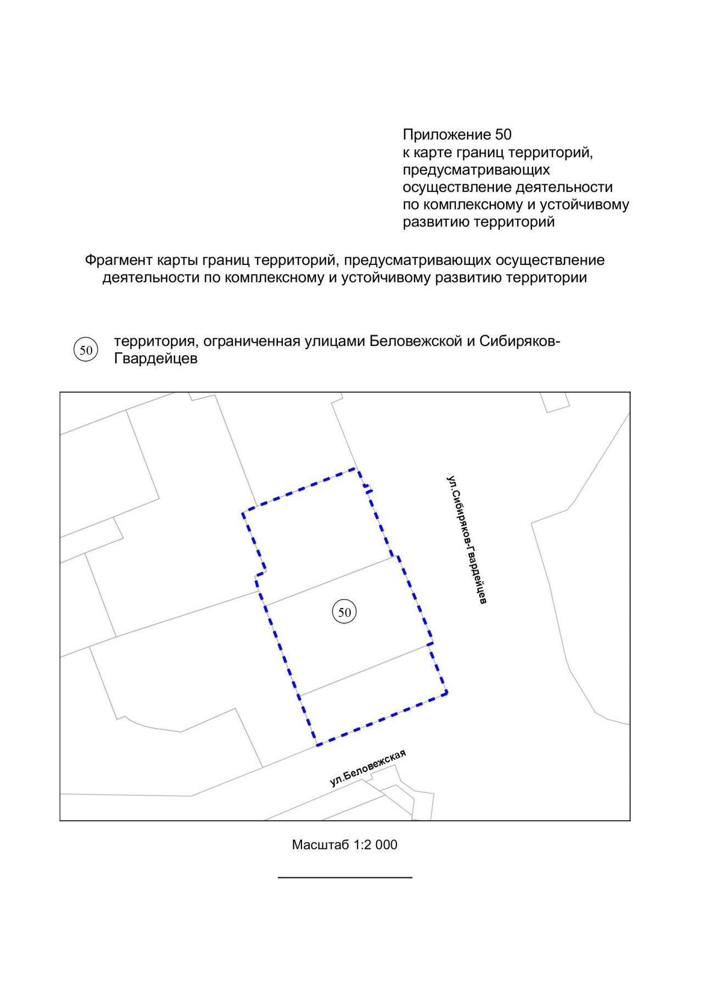 Приложение 50
к карте границ территорий,
предусматривающих
осуществление деятельности
по комплексному и устойчивому
развитию территорий
Фрагмент карты границ территорий, предусматривающих осуществление
деятельности по комплексному и устойчивому развитию территории
50
территория, ограниченная улицами Беловежской и Сибиряков-
Гвардейцев
ул.Сибиряков-Гвардейцев
50
ул.Беловежская
Масштаб 1:2 000